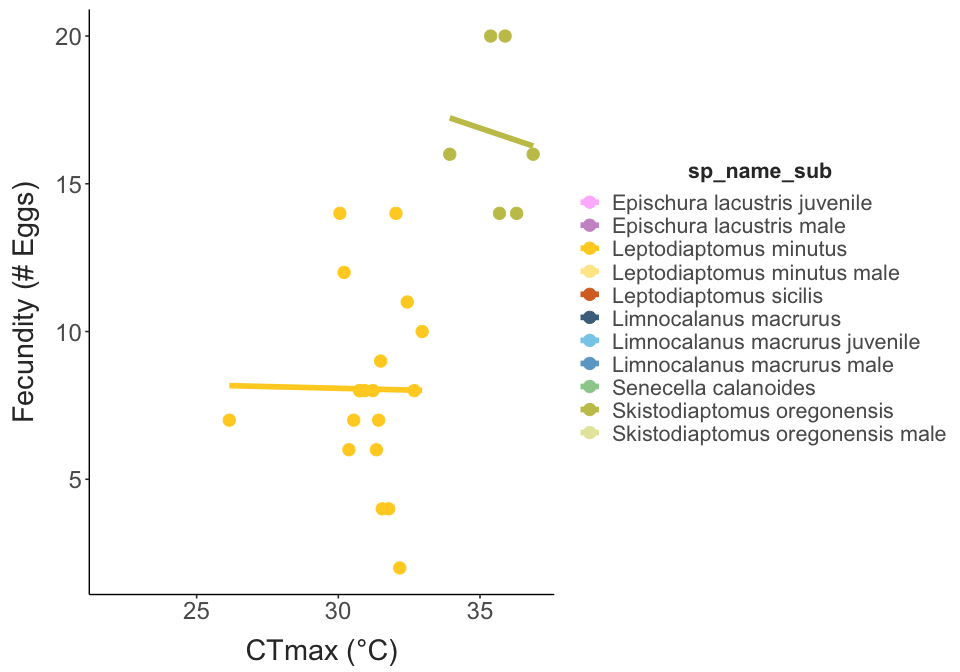 Fecundity (# Eggs)
20
15
10
5
25 30 35
CTmax (°C)
sp_name_sub
Epischura lacustris juvenile
Epischura lacustris male
Leptodiaptomus minutus
Leptodiaptomus minutus male
Leptodiaptomus sicilis
Limnocalanus macrurus
Limnocalanus macrurus juvenile
Limnocalanus macrurus male
Senecella calanoides
Skistodiaptomus oregonensis
Skistodiaptomus oregonensis male